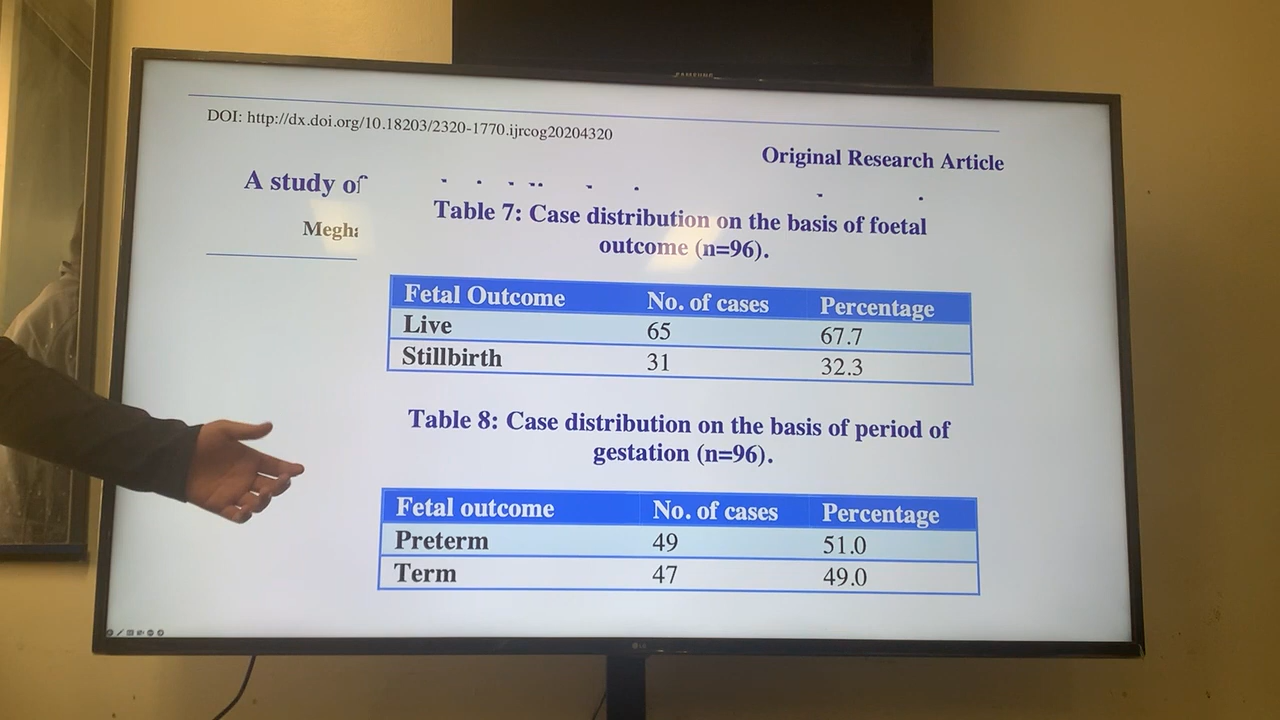 SAMSUNG
DOI: http://dx.doi.org/10.18203/2320-1770.ijrcog20204320
Original Research Article
A study of
Megha
Table 7: Case distribution on the basis of foetal
outcome (n=96).
Fetal Outcome No. of cases Percentage
Live 65 67.7
Stillbirth 31 32.3
Table 8: Case distribution on the basis of period of
gestation (n=96).
Fetal outcome No. of cases Percentage
Preterm 49 51.0
Term 47 49.0
LG